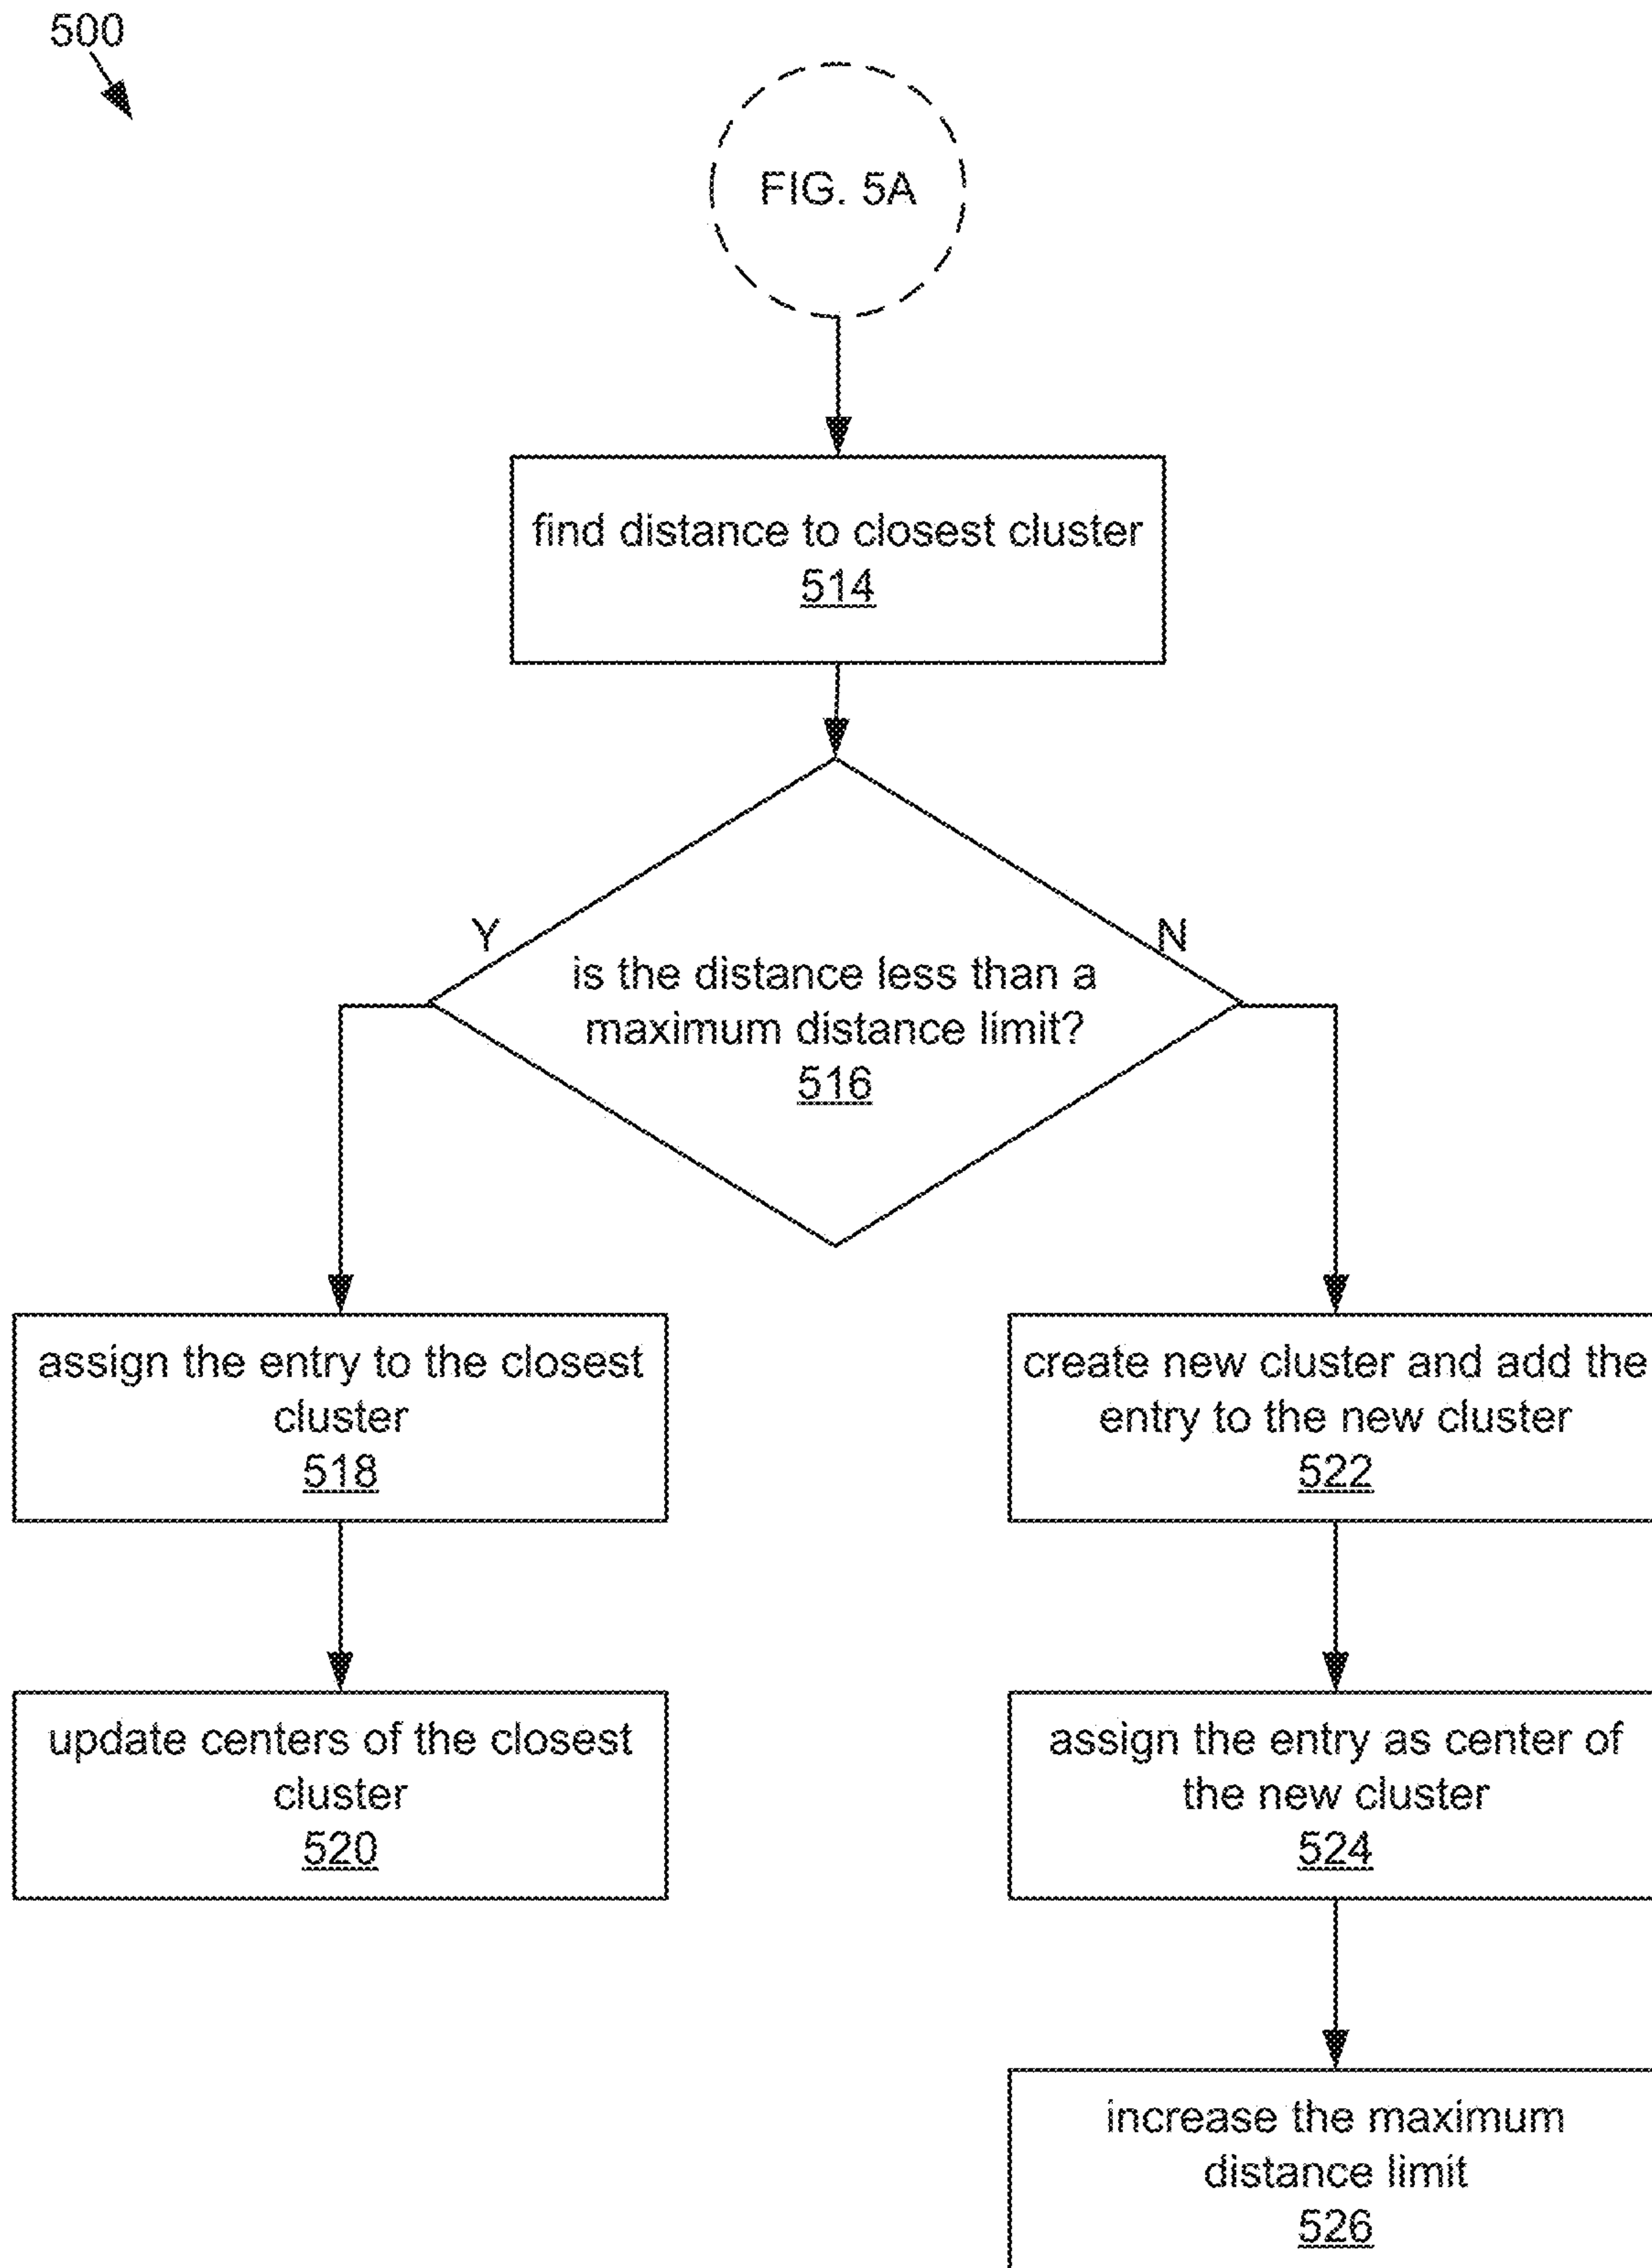 500
FIG. 5A
find distance to closest cluster
514
Y
N
is the distance less than a
maximum distance limit?
516
assign the entry to the closest
cluster
518
create new cluster and add the
entry to the new cluster
522
update centers of the closest
cluster
520
assign the entry as center of
the new cluster
524
increase the maximum
distance limit
526